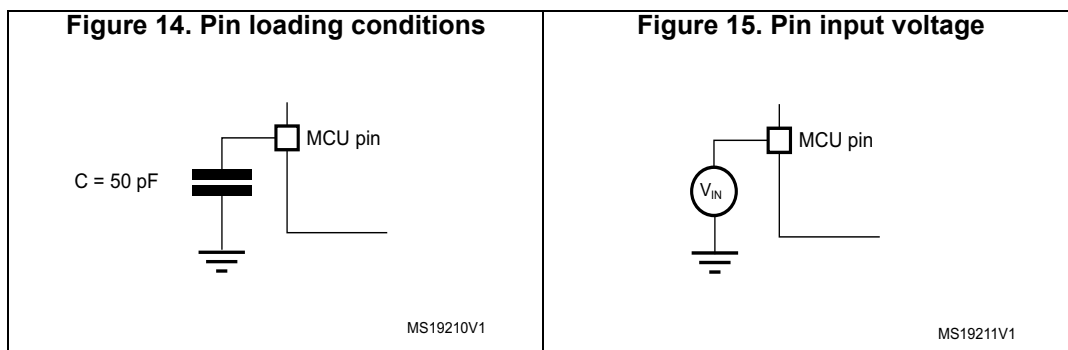 Figure 14. Pin loading conditions
MCU pin
C = 50 pF
MS19210V1
Figure 15. Pin input voltage
MCU pin
VIN
MS19211V1